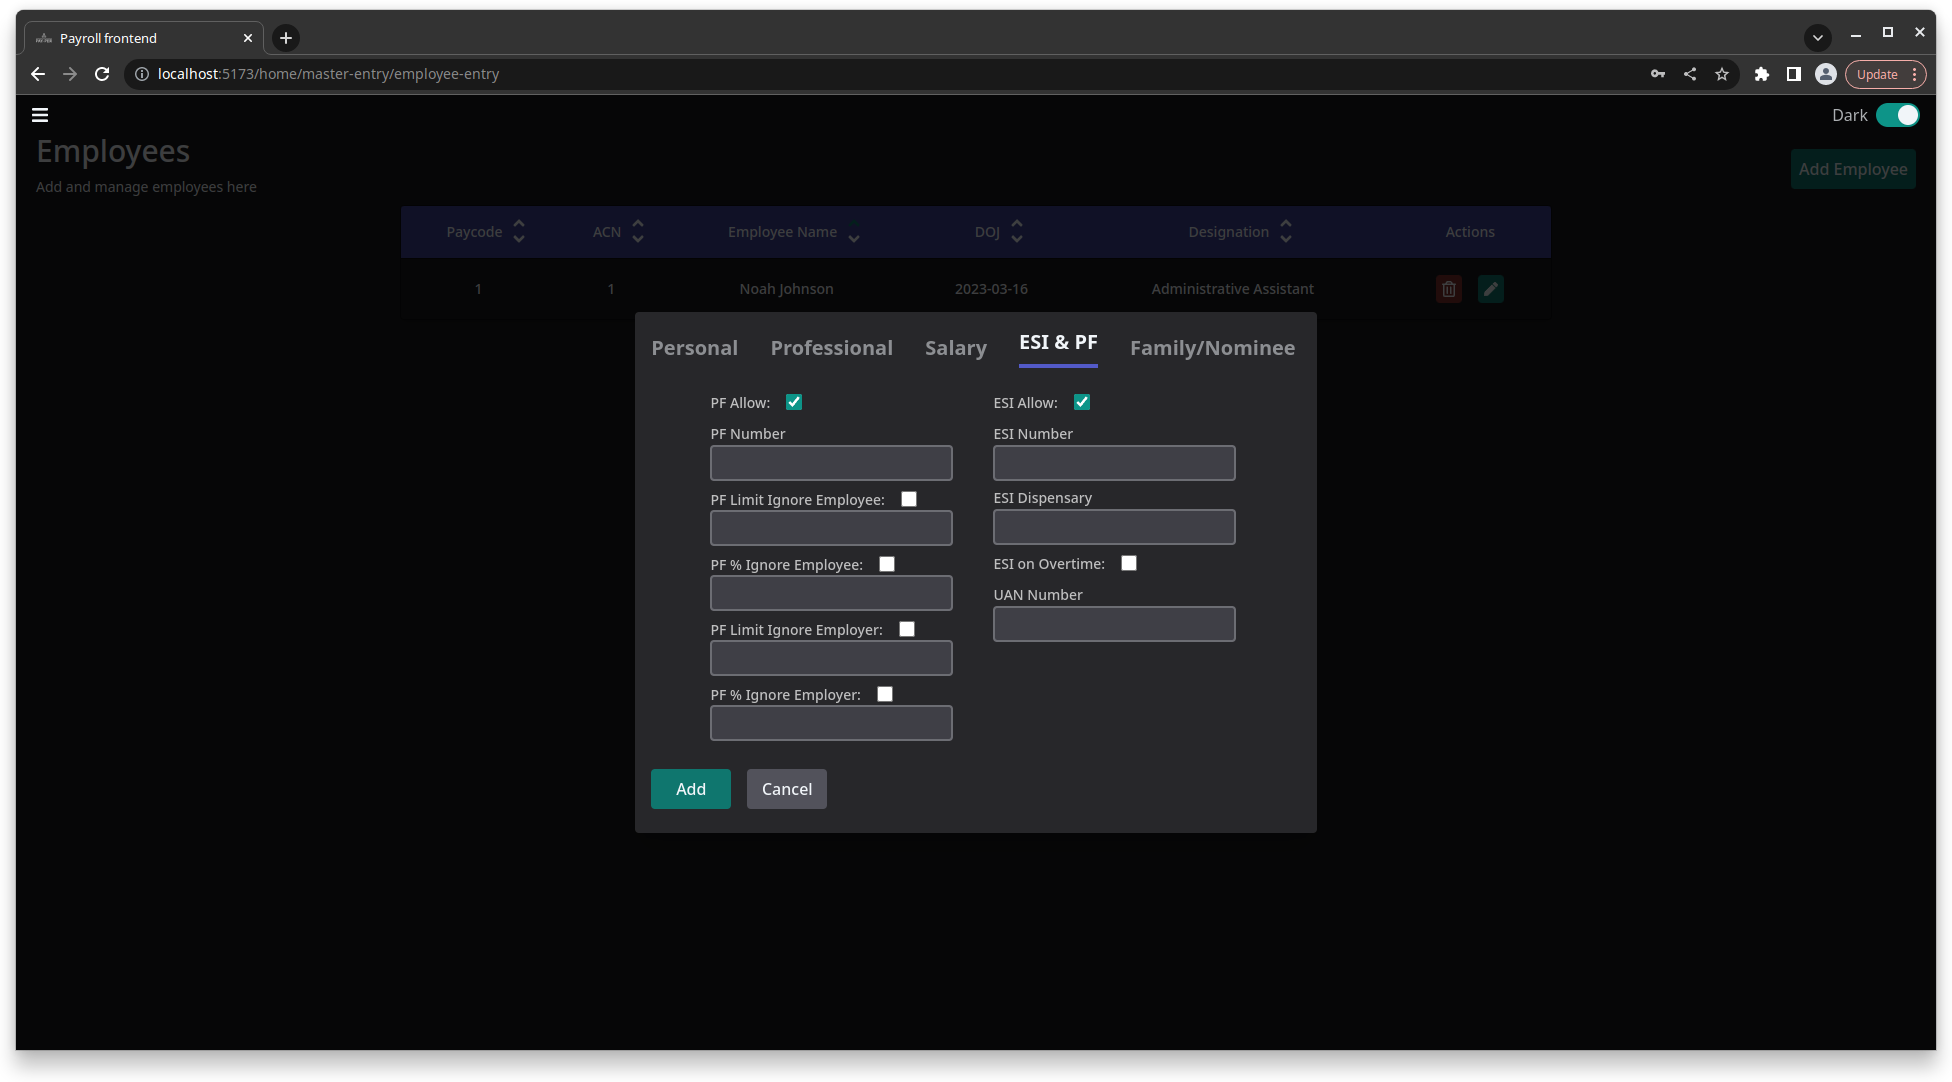 Payroll frontend
localhost:5173/home/master-entry/employee-entry
Update
Dark
Employees
Add and manage employees here
Add Employee
Paycode ACN Employee Name DOJ Designation Actions
1 1 Noah Johnson 2023-03-16 Administrative Assistant
Personal Professional Salary ESI & PF Family/Nominee
PF Allow:
PF Number
PF Limit Ignore Employee:
PF % Ignore Employee:
PF Limit Ignore Employer:
PF % Ignore Employer:
ESI Allow:
ESI Number
ESI Dispensary
ESI on Overtime:
UAN Number
Add Cancel